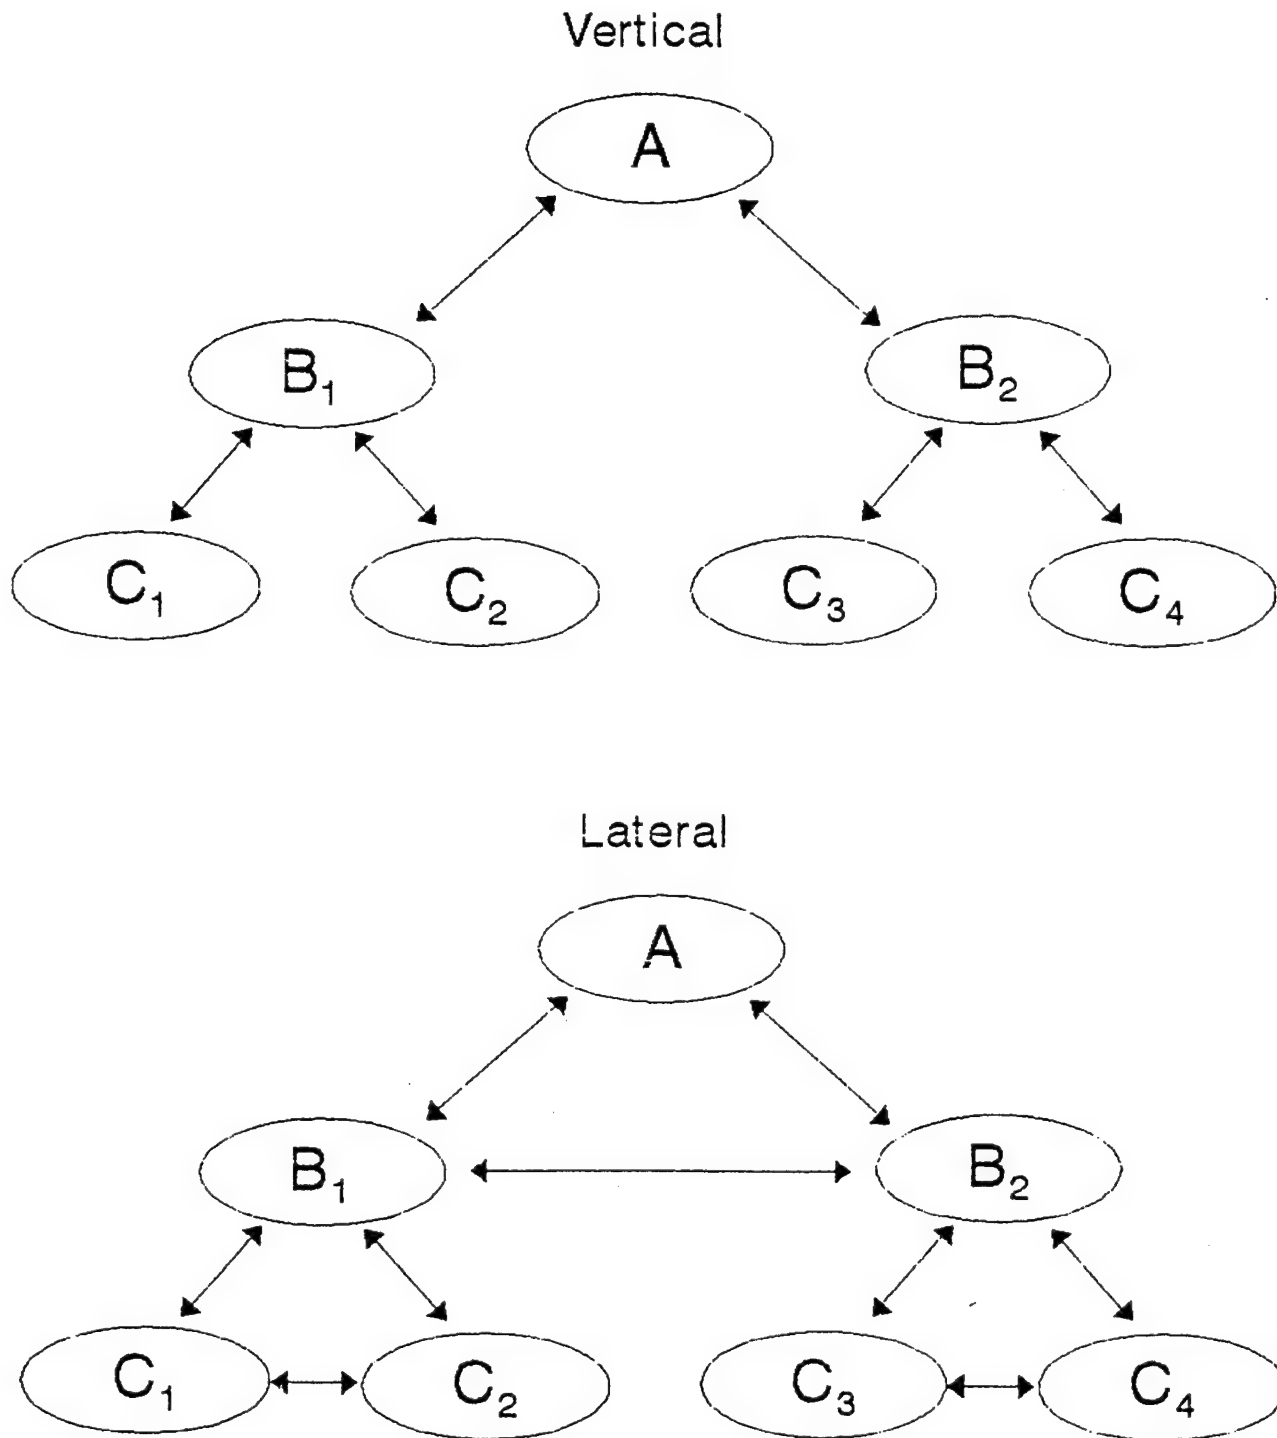 Vertical
A
B₁ B₂
C₁ C₂ C₃ C₄
Lateral
A
B₁ B₂
C₁ C₂ C₃ C₄